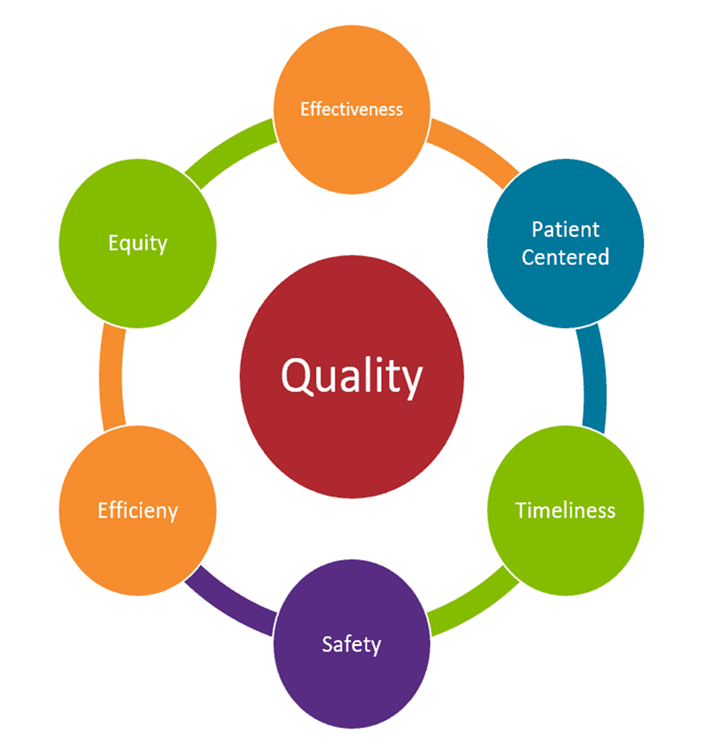 Effectiveness
Patient
Centered
Timeliness
Safety
Efficieny
Equity
Quality